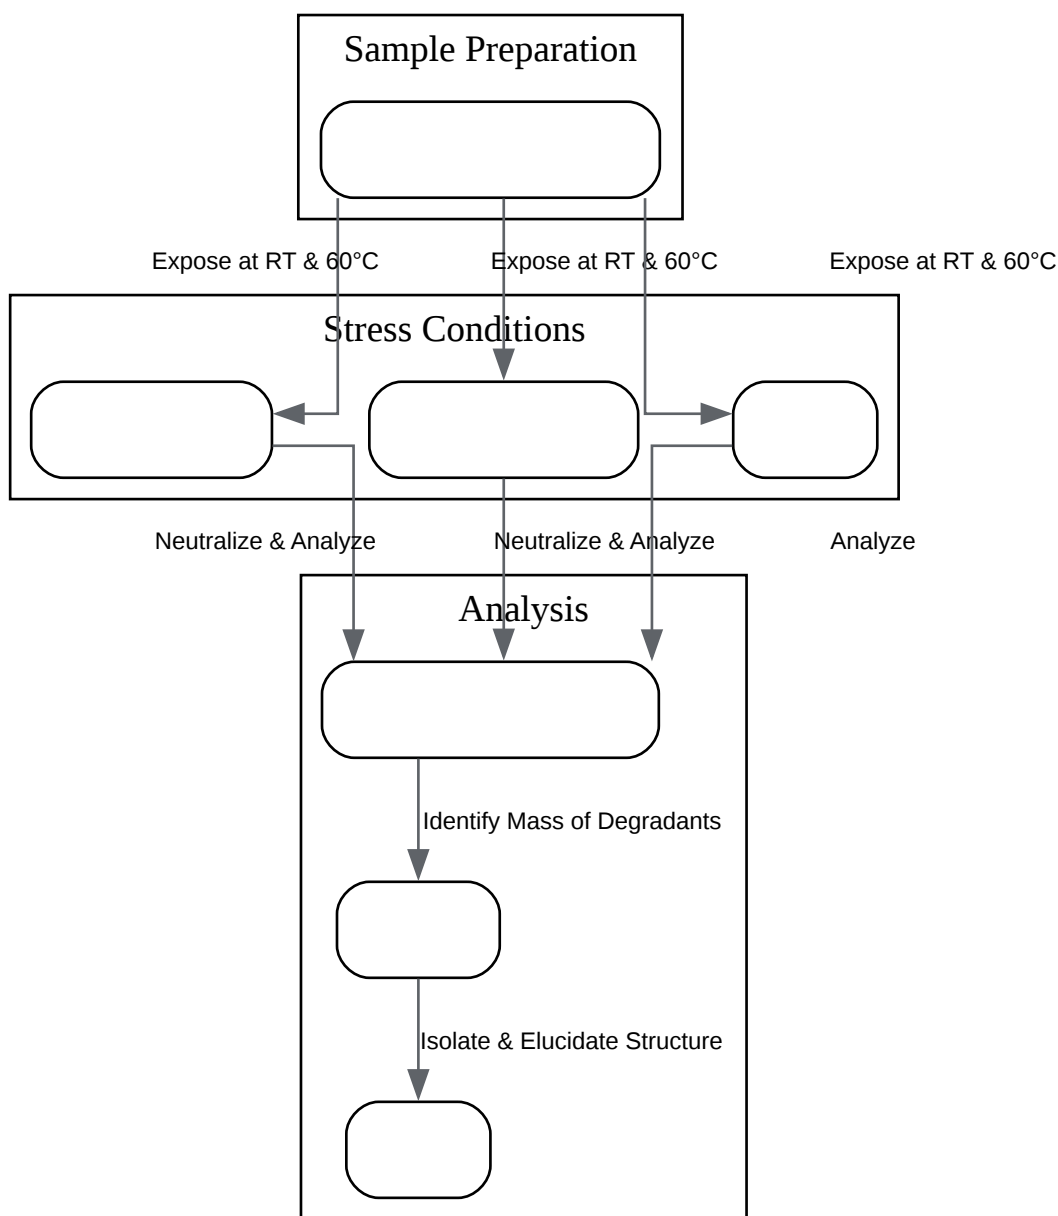 Sample Preparation
Expose at RT & 60°C
Expose at RT & 60°C
Expose at RT & 60°C
Stress Conditions
Neutralize & Analyze
Neutralize & Analyze
Analyze
Analysis
Identify Mass of Degradants
Isolate & Elucidate Structure